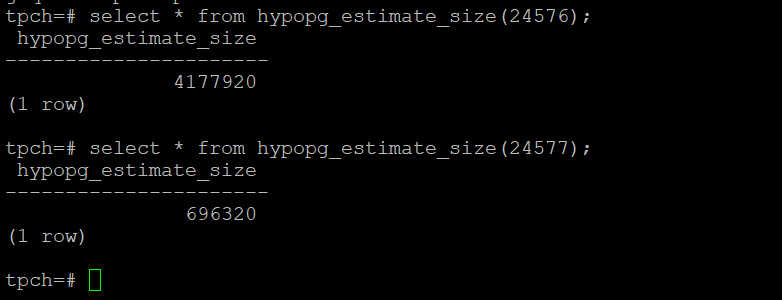 tpch=# select * from hypopg_estimate_size(24576);
 hypopg_estimate_size
----------------------
              4177920
(1 row)

tpch=# select * from hypopg_estimate_size(24577);
 hypopg_estimate_size
----------------------
               696320
(1 row)

tpch=#